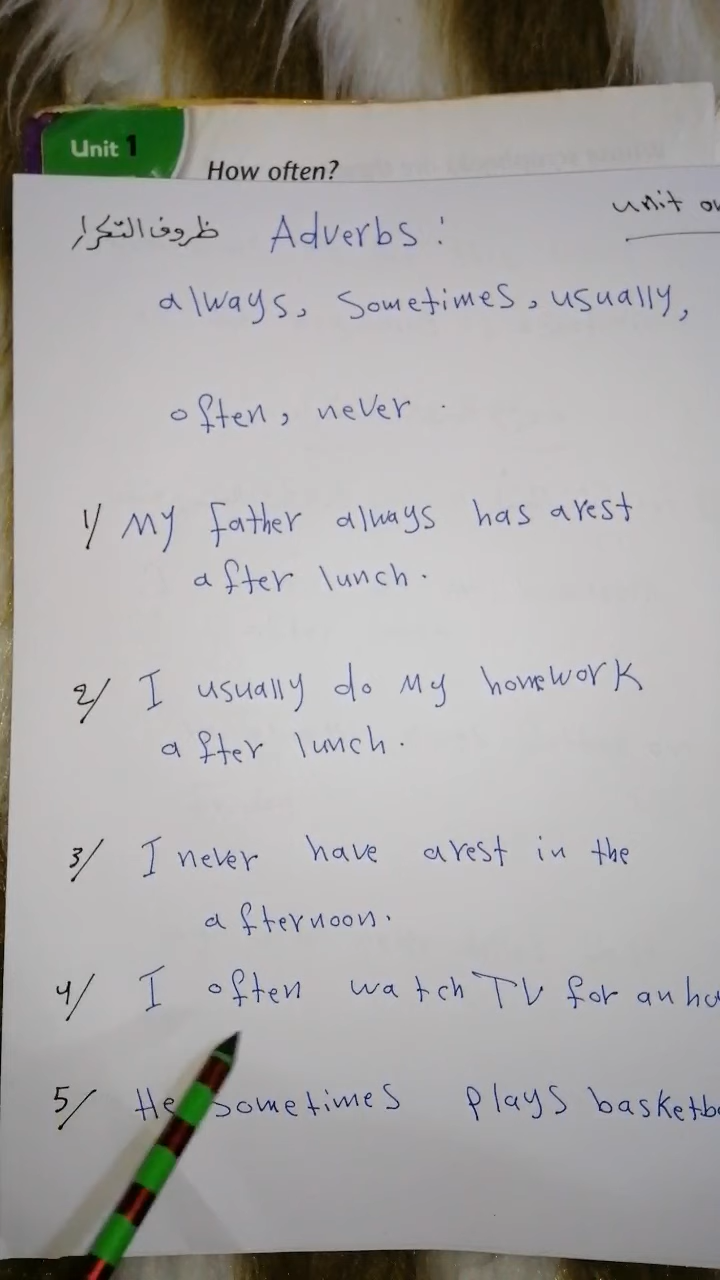 Unit 1
How often?
unit
ظروف التكرار Adverbs:
always, sometimes, usually,
often, never.
1/ My father always has arest
after lunch.
2/ I usually do my homework
after lunch.
3/ I never have arest in the
afternoon.
4/ I often watch TV for an
5/ He sometimes plays